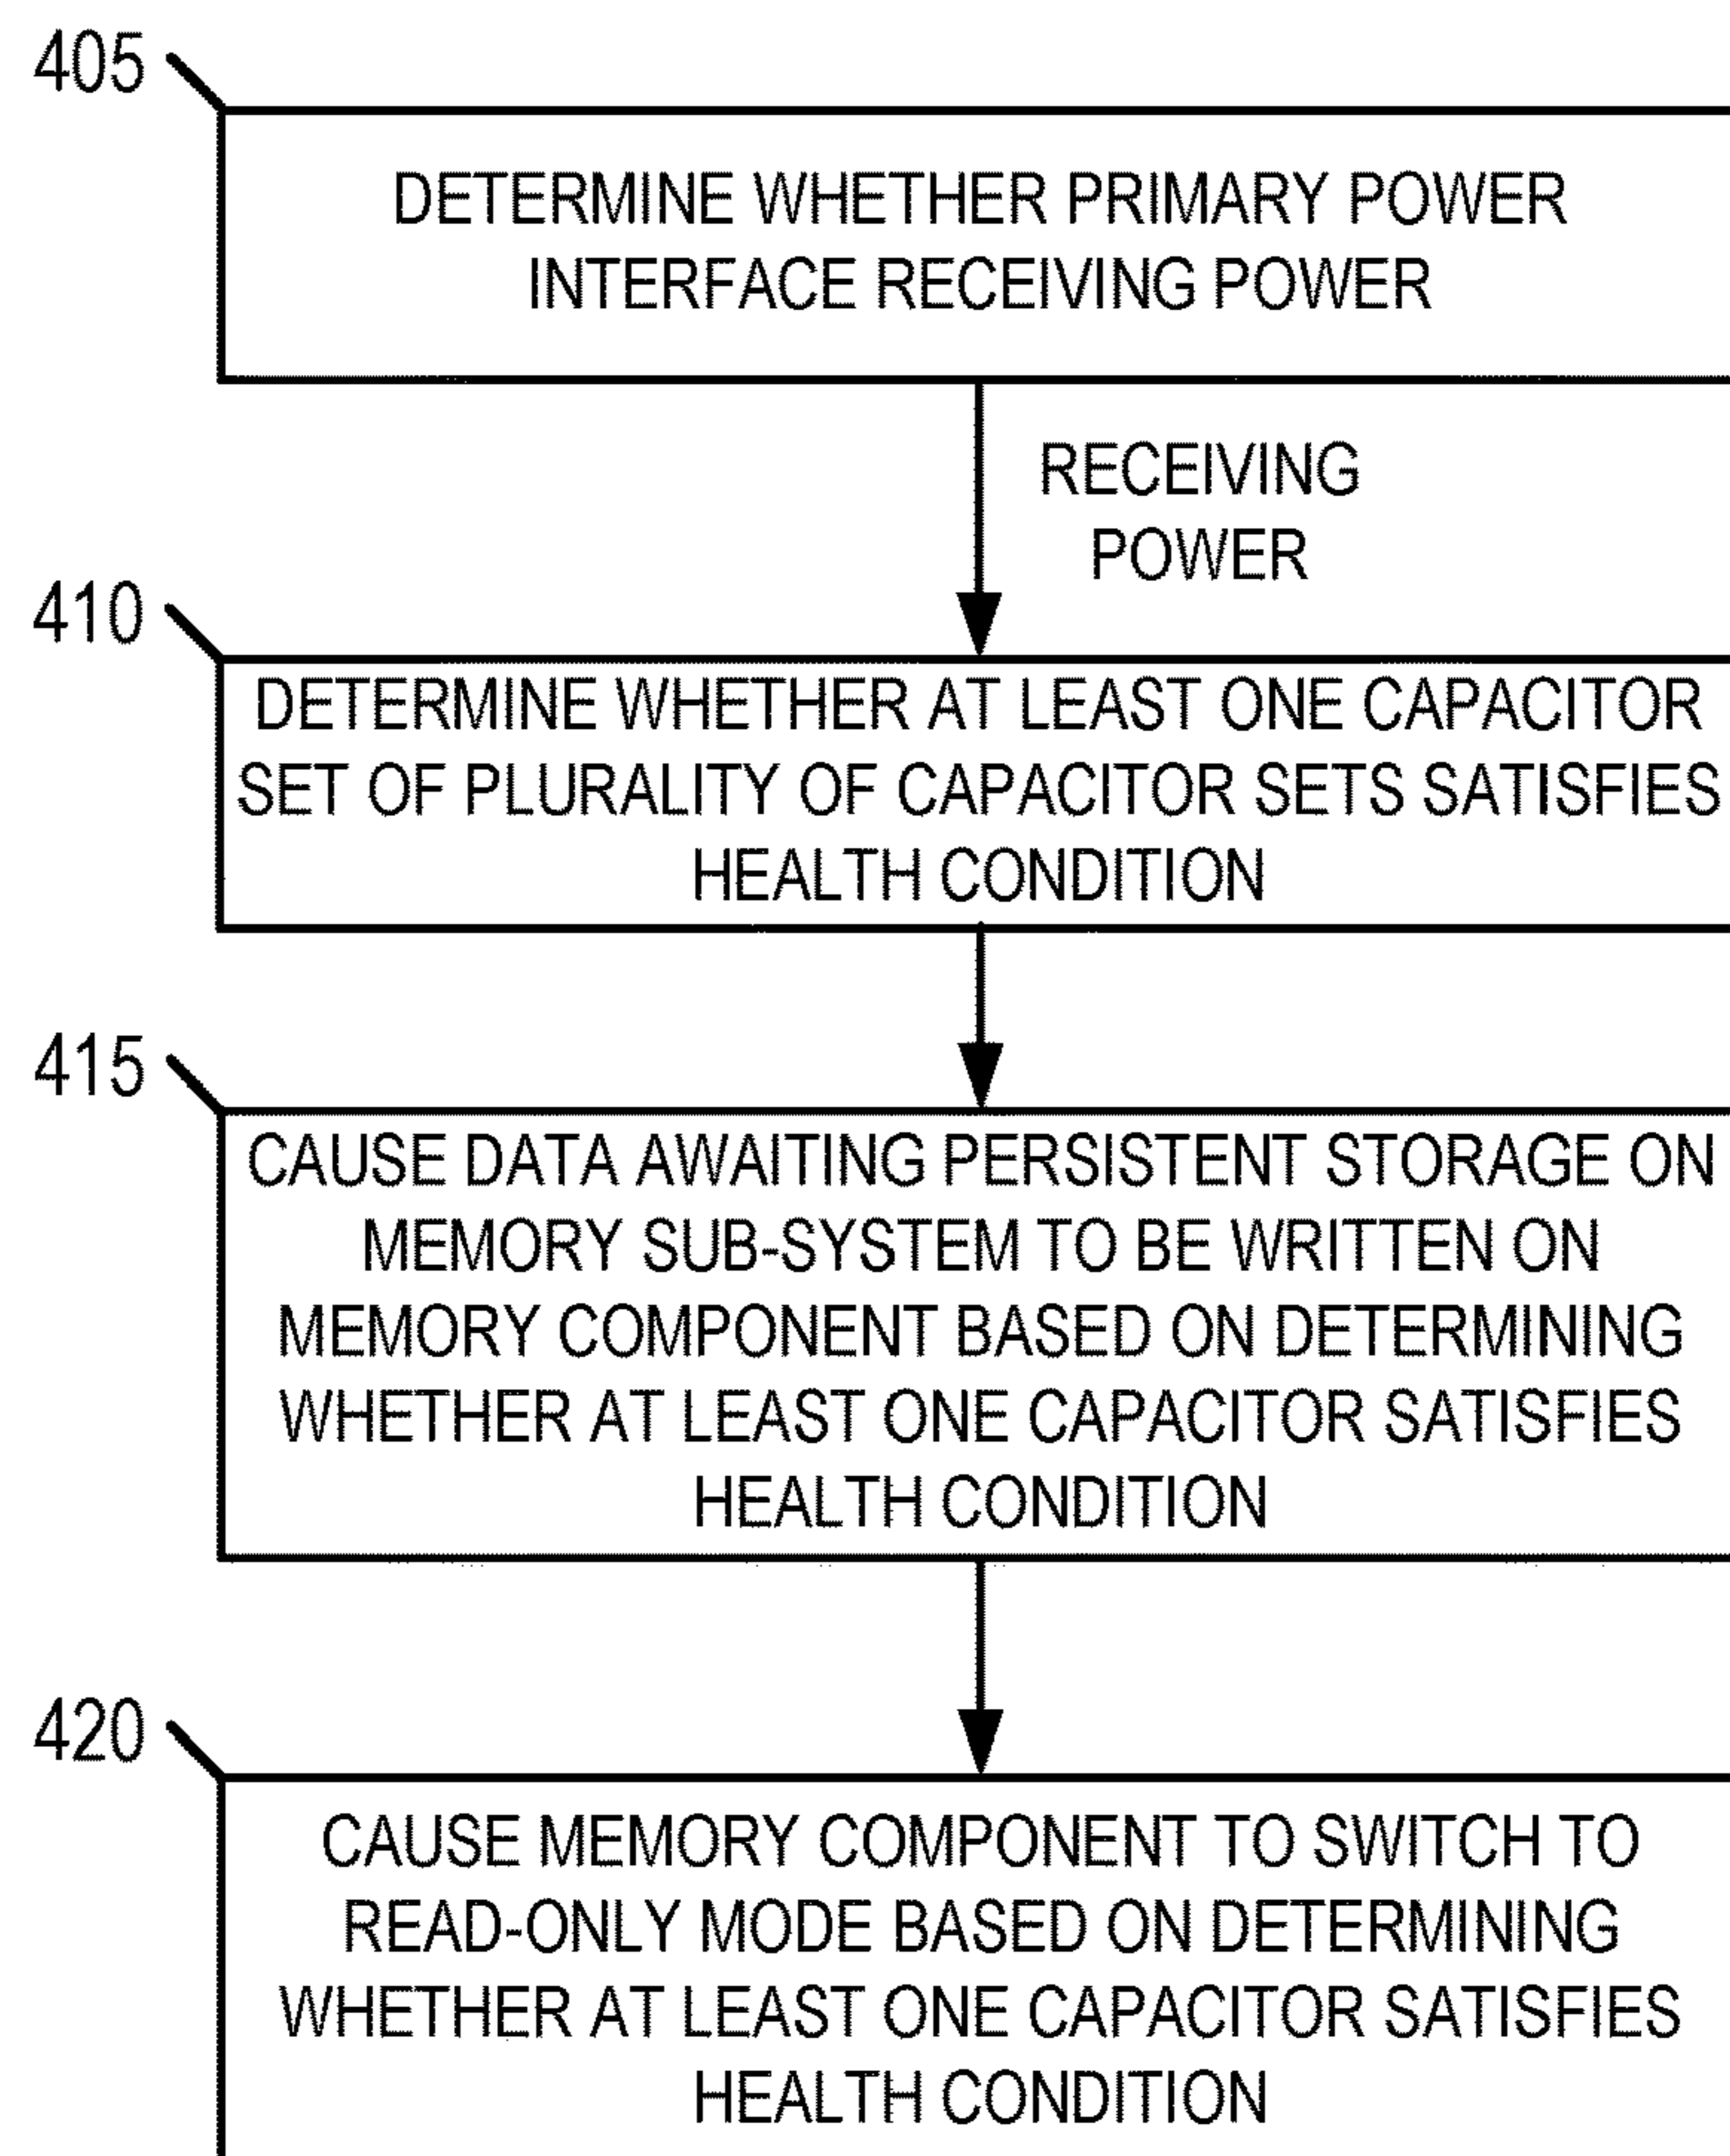 405
DETERMINE WHETHER PRIMARY POWER
INTERFACE RECEIVING POWER
RECEIVING
POWER
410
DETERMINE WHETHER AT LEAST ONE CAPACITOR
SET OF PLURALITY OF CAPACITOR SETS SATISFIES
HEALTH CONDITION
415
CAUSE DATA AWAITING PERSISTENT STORAGE ON
MEMORY SUB-SYSTEM TO BE WRITTEN ON
MEMORY COMPONENT BASED ON DETERMINING
WHETHER AT LEAST ONE CAPACITOR SATISFIES
HEALTH CONDITION
420
CAUSE MEMORY COMPONENT TO SWITCH TO
READ-ONLY MODE BASED ON DETERMINING
WHETHER AT LEAST ONE CAPACITOR SATISFIES
HEALTH CONDITION